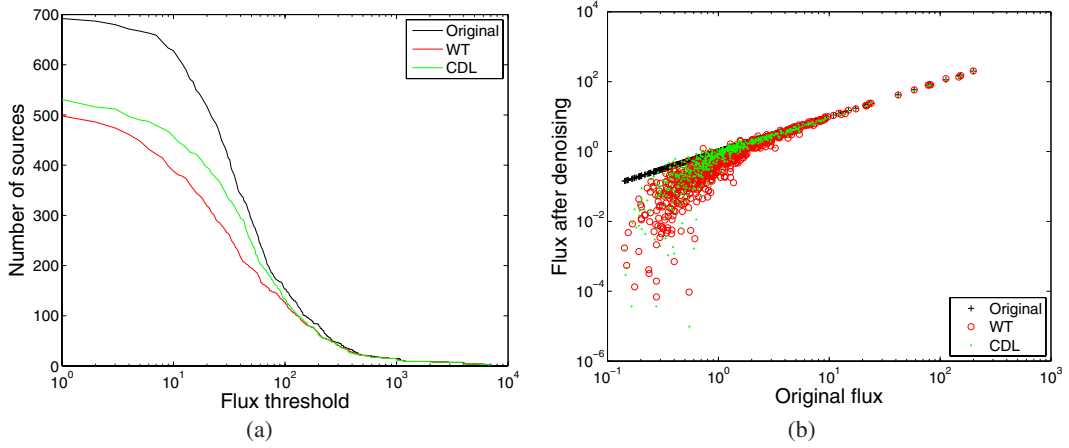 700
600
500
400
300
200
100
0
Number of sources
10^0
10^1
10^2
10^3
10^4
Flux threshold
Original
WT
CDL
(a)
10^4
10^2
10^0
10^−2
10^−4
10^−6
Flux after denoising
10^−1
10^0
10^1
10^2
10^3
Original flux
Original
WT
CDL
(b)